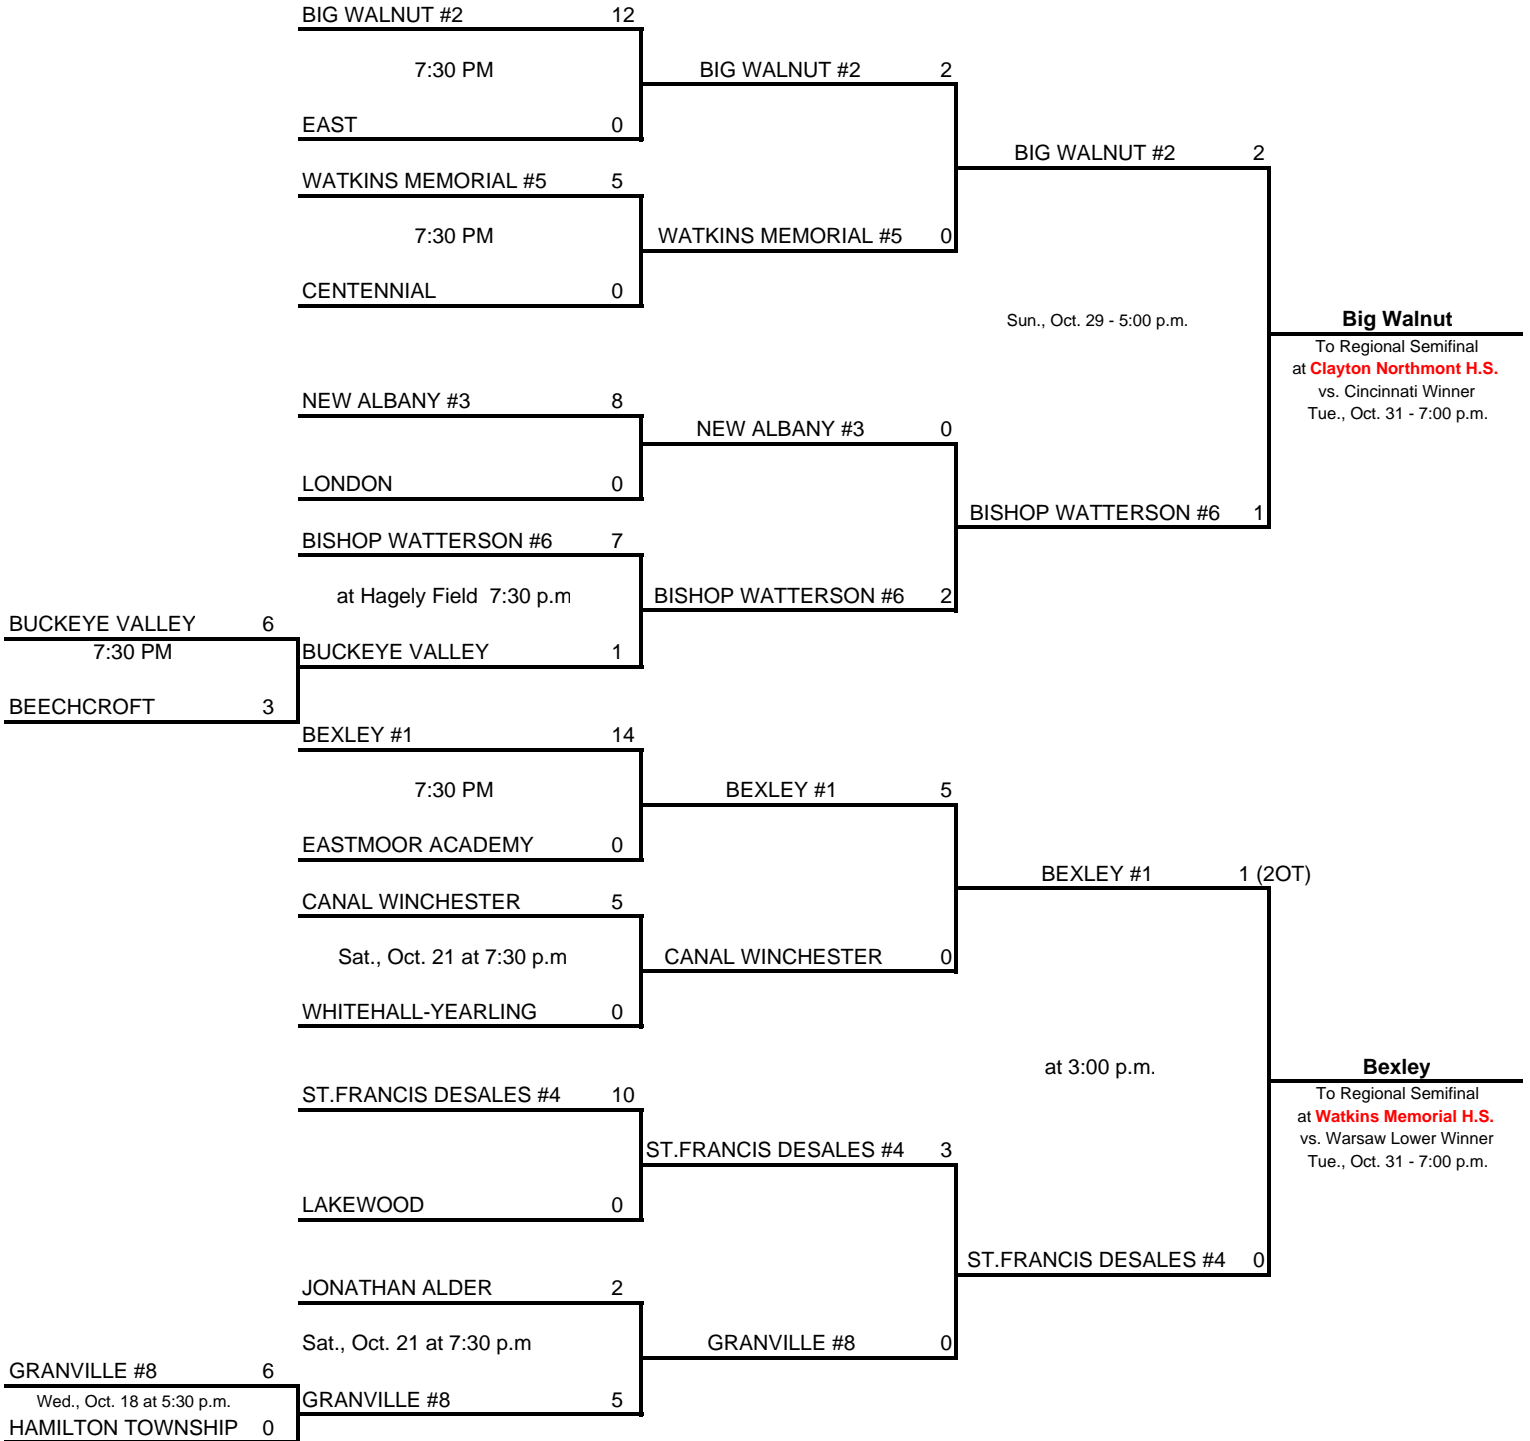 BIG WALNUT #2 12
7:30 PM
EAST 0
BIG WALNUT #2 2
WATKINS MEMORIAL #5 5
7:30 PM
CENTENNIAL 0
WATKINS MEMORIAL #5 0
BIG WALNUT #2 2
Sun., Oct. 29 - 5:00 p.m.
Big Walnut
To Regional Semifinal
at Clayton Northmont H.S.
vs. Cincinnati Winner
Tue., Oct. 31 - 7:00 p.m.
NEW ALBANY #3 8
LONDON 0
NEW ALBANY #3 0
BISHOP WATTERSON #6 1
BISHOP WATTERSON #6 7
at Hagely Field 7:30 p.m
BISHOP WATTERSON #6 2
BUCKEYE VALLEY 6
7:30 PM
BEECHCROFT 3
BUCKEYE VALLEY 1
BEXLEY #1 14
7:30 PM
EASTMOOR ACADEMY 0
BEXLEY #1 5
BEXLEY #1 1 (2OT)
CANAL WINCHESTER 5
Sat., Oct. 21 at 7:30 p.m
WHITEHALL-YEARLING 0
CANAL WINCHESTER 0
at 3:00 p.m.
Bexley
To Regional Semifinal
at Watkins Memorial H.S.
vs. Warsaw Lower Winner
Tue., Oct. 31 - 7:00 p.m.
ST.FRANCIS DESALES #4 10
LAKEWOOD 0
ST.FRANCIS DESALES #4 3
ST.FRANCIS DESALES #4 0
JONATHAN ALDER 2
Sat., Oct. 21 at 7:30 p.m
GRANVILLE #8 0
GRANVILLE #8 6
Wed., Oct. 18 at 5:30 p.m.
HAMILTON TOWNSHIP 0
GRANVILLE #8 5